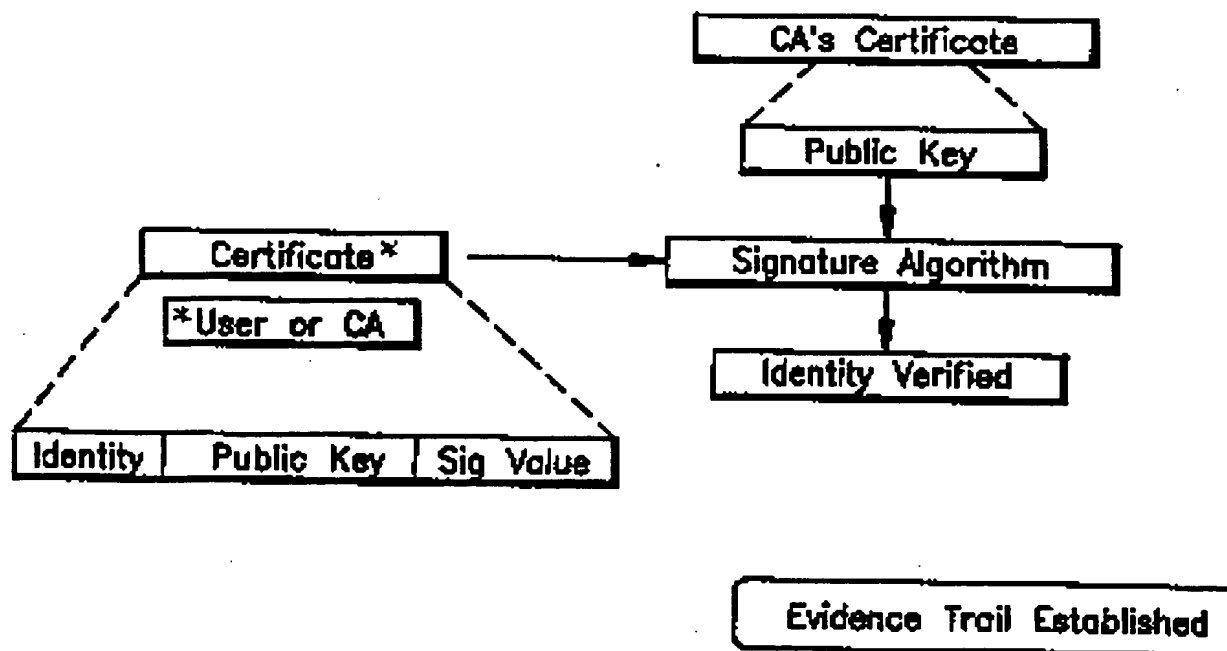 CA's Certificate
Public Key
Certificate*
Signature Algorithm
*User or CA
Identity Verified
Identity Public Key Sig Value
Evidence Trail Established